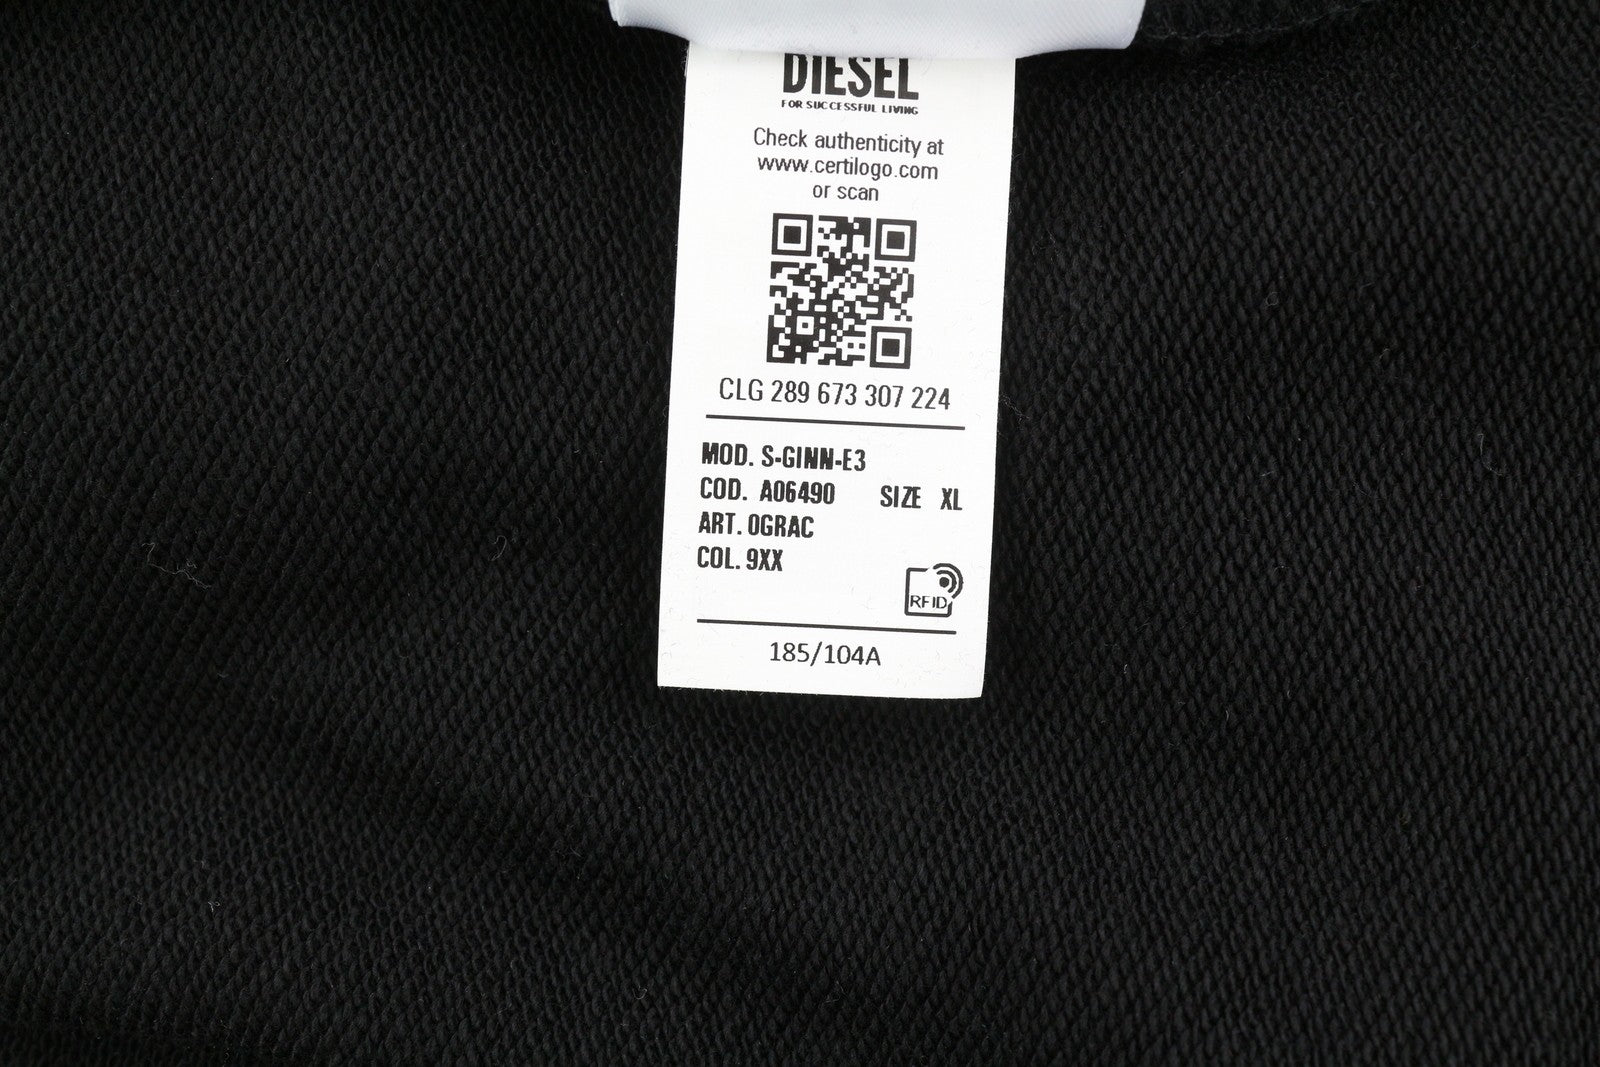 DIESEL
FOR SUCCESSFUL LIVING
Check authenticity at
www.certilogo.com
or scan
CLG 289 673 307 224
MOD. S-GINN-E3
COD. A06490 SIZE XL
ART. 0GRAC
COL. 9XX
RFID
185/104A